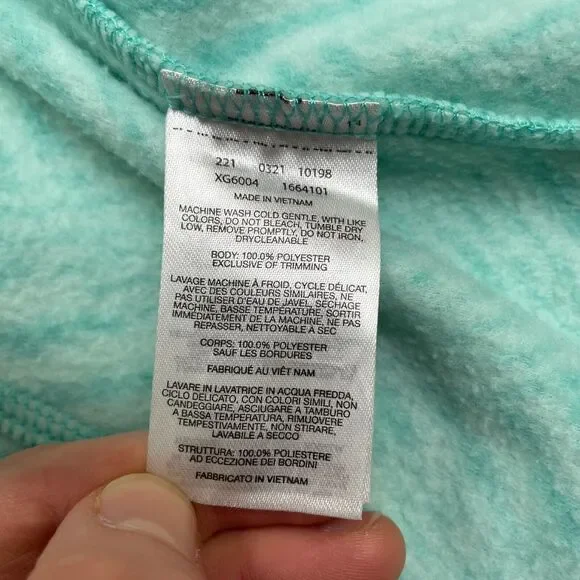 221 0321 10198
XG6004 1664101
MADE IN VIETNAM
MACHINE WASH COLD GENTLE, WITH LIKE
COLORS, DO NOT BLEACH, TUMBLE DRY
LOW, REMOVE PROMPTLY, DO NOT IRON,
DRYCLEANABLE
BODY: 100.0% POLYESTER
EXCLUSIVE OF TRIMMING
LAVAGE MACHINE À FROID, CYCLE DÉLICAT,
AVEC DES COULEURS SIMILAIRES, NE
PAS UTILISER D'EAU DE JAVEL, SÉCHAGE
MACHINE, BASSE TEMPÉRATURE, SORTIR
IMMÉDIATEMENT DE LA MACHINE, NE PAS
REPASSER, NETTOYABLE A SEC
CORPS: 100.0% POLYESTER
SAUF LES BORDURES
FABRIQUÉ AU VIÊT NAM
LAVARE IN LAVATRICE IN ACQUA FREDDA,
CICLO DELICATO, CON COLORI SIMILI, NON
CANDEGGIARE, ASCIUGARE A TAMBURO
A BASSA TEMPERATURA, RIMUOVERE
TEMPESTIVAMENTE, NON STIRARE,
LAVABILE A SECCO
STRUTTURA: 100.0% POLIESTERE
AD ECCEZIONE DEI BORDINI
FABBRICATO IN VIETNAM